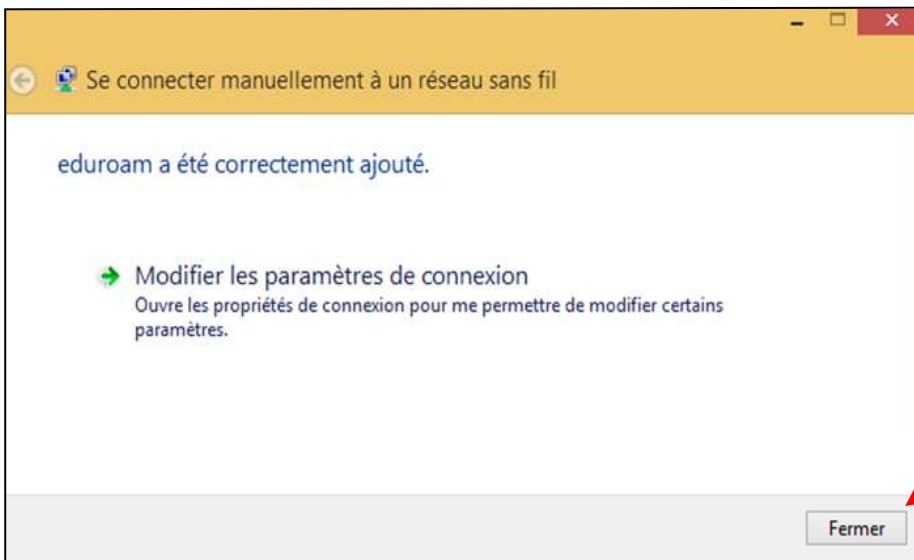 Se connecter manuellement à un réseau sans fil
eduroam a été correctement ajouté.
Modifier les paramètres de connexion
Ouvre les propriétés de connexion pour me permettre de modifier certains
paramètres.
Fermer